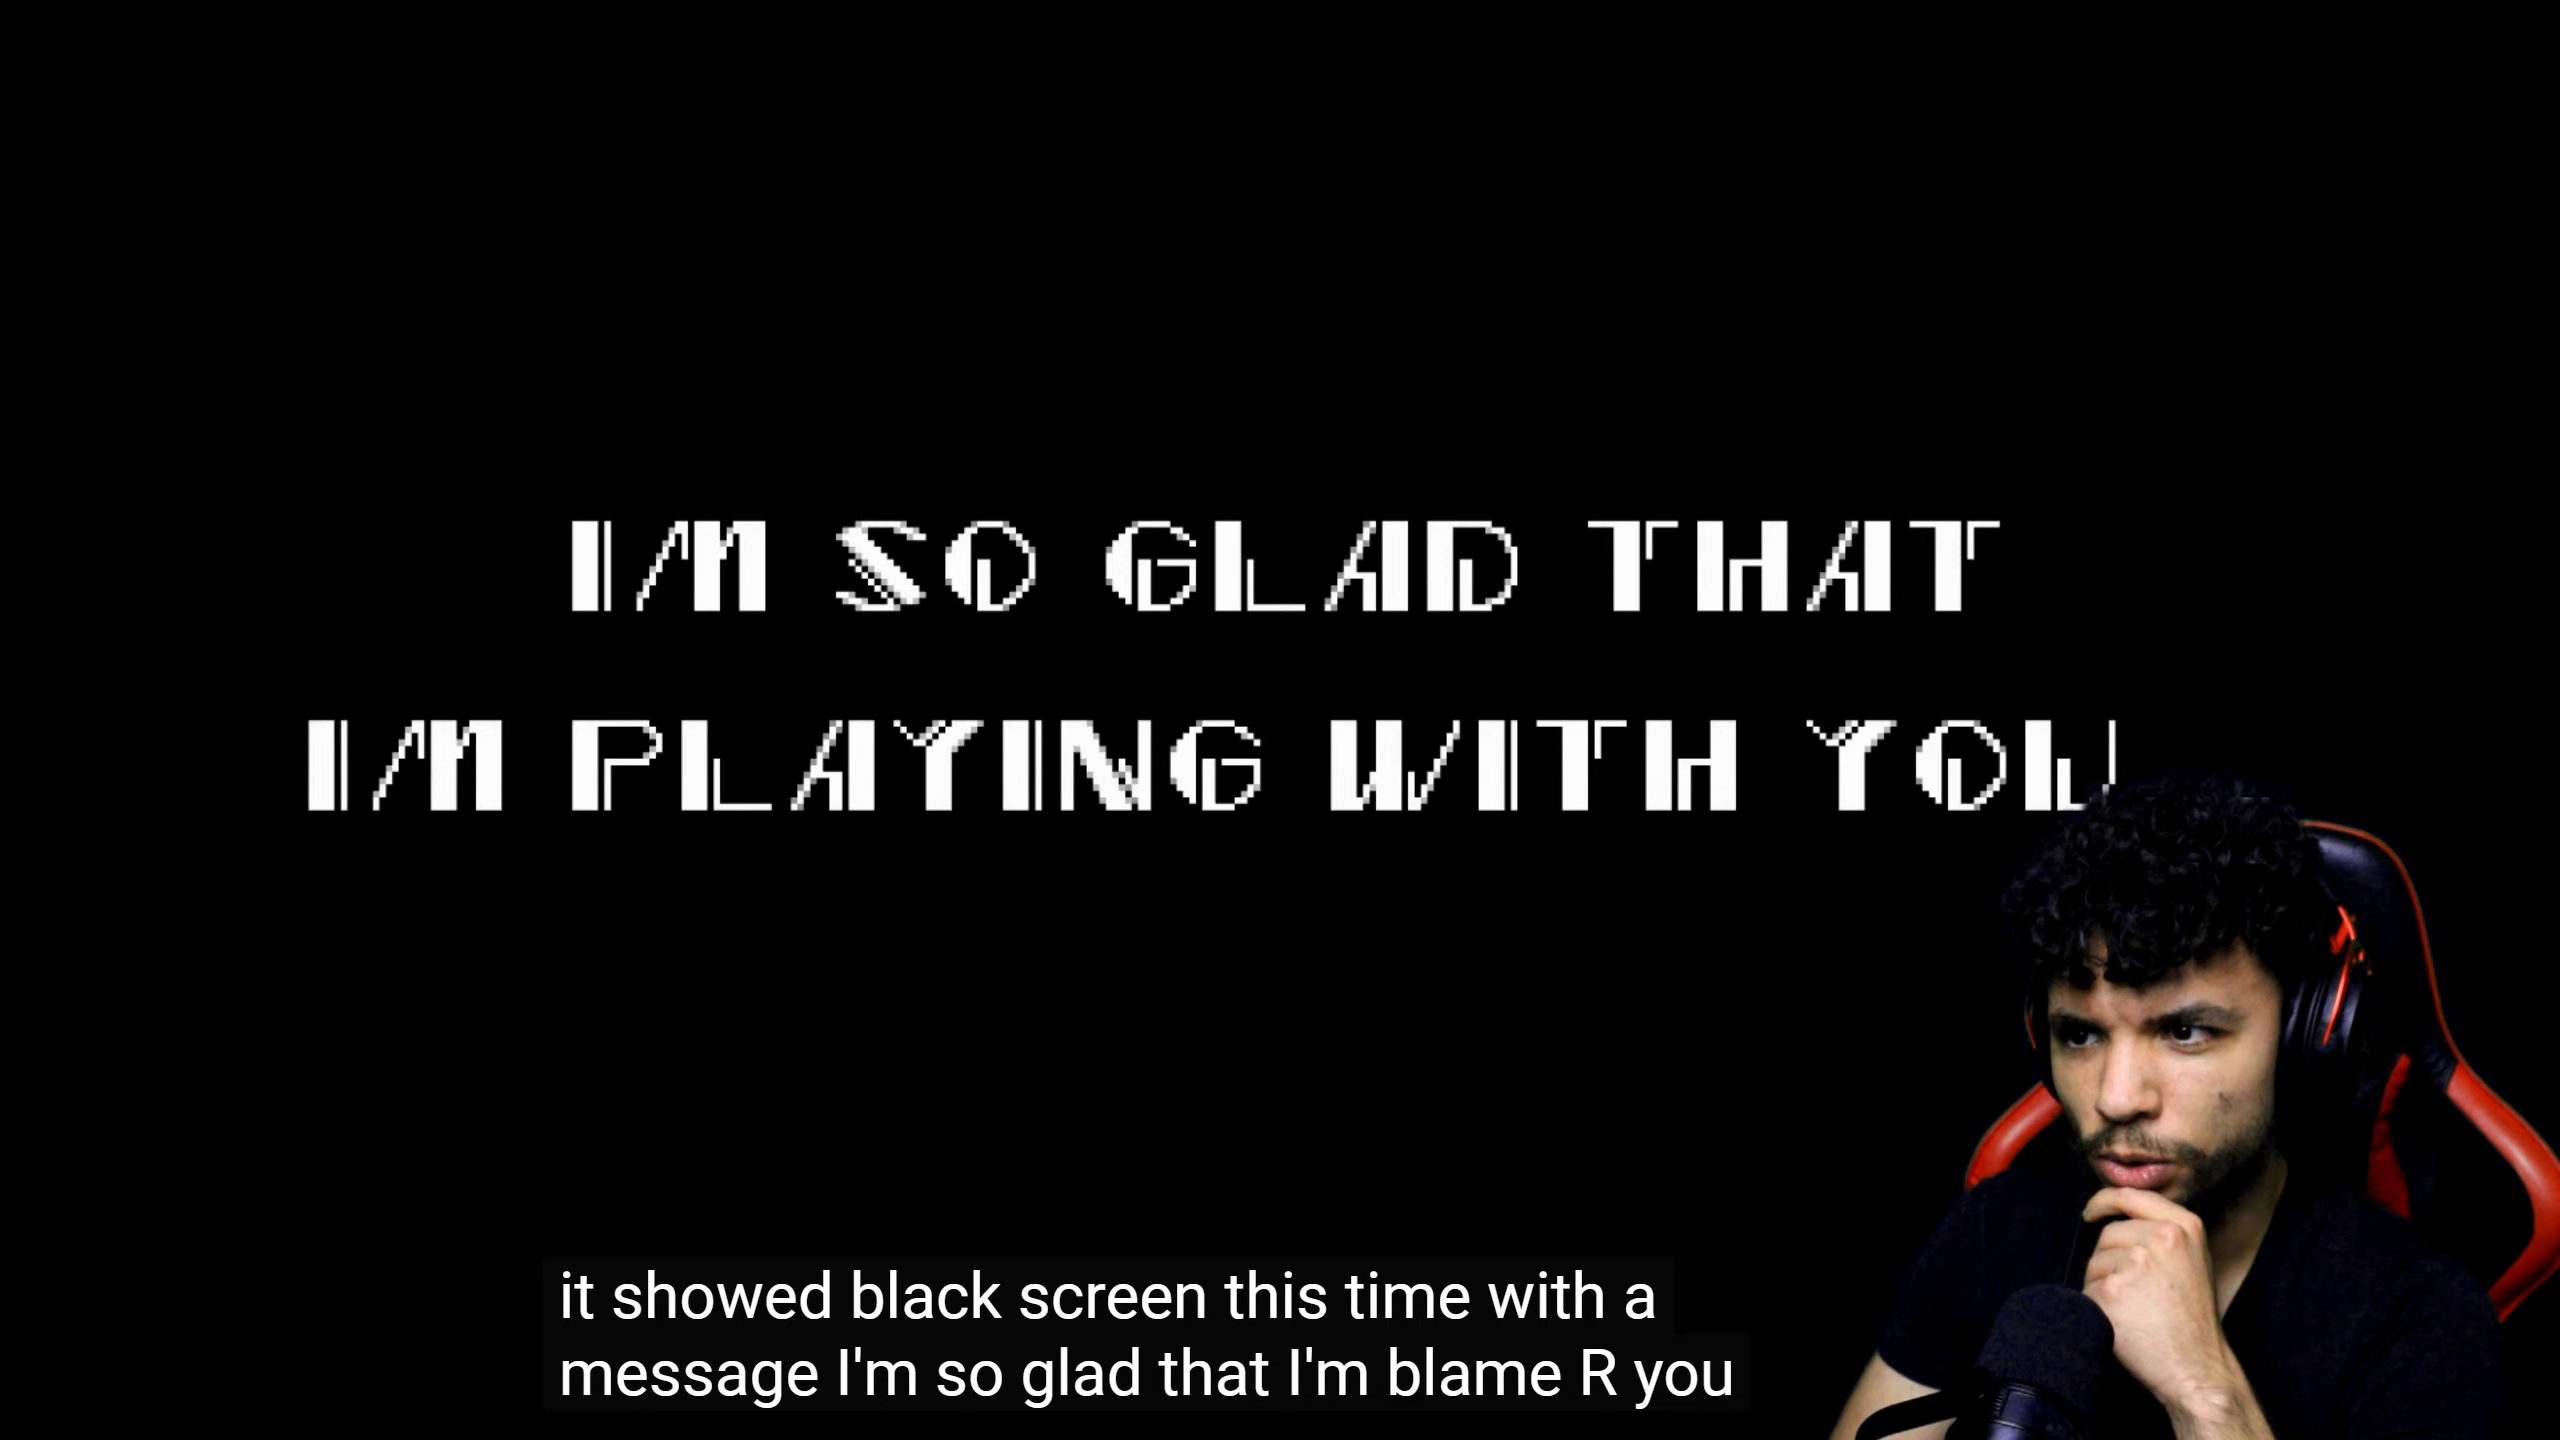 I'M SO GLAD THAT
I'M PLAYING WITH YOU
it showed black screen this time with a
message I'm so glad that I'm blame R you